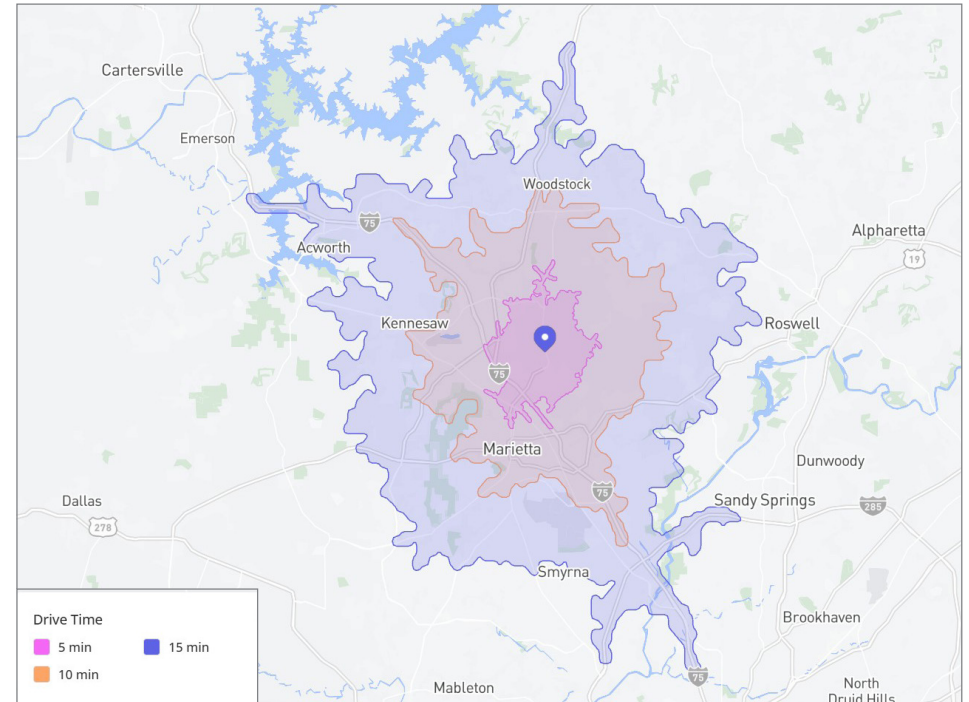 Cartersville
Emerson
Woodstock
75
Acworth
Alpharetta
19
Kennesaw
Roswell
75
Marietta
Dunwoody
75
Sandy Springs
Dallas
278
285
Smyrna
Brookhaven
75
Mableton
North
Druid Hills
Drive Time
5 min
15 min
10 min